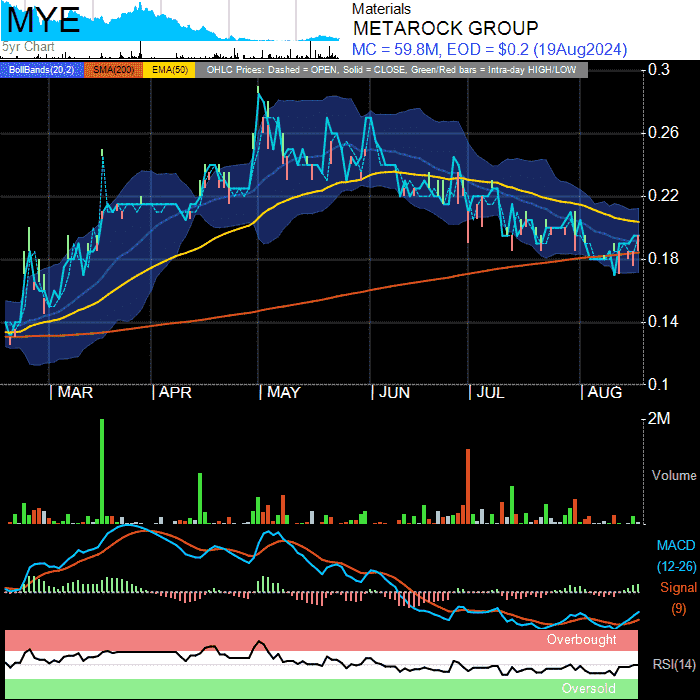 MYE
5yr Chart
Materials
METAROCK GROUP
MC = 59.8M, EOD = $0.2 (19Aug2024)
BollBands(20,2) SMA(200) EMA(50) OHLC Prices: Dashed = OPEN, Solid = CLOSE, Green/Red bars = Intra-day HIGH/LOW
0.3
0.26
0.22
0.18
0.14
0.1
MAR APR MAY JUN JUL AUG
2M
Volume
MACD
(12-26)
Signal
(9)
Overbought
RSI(14)
Oversold